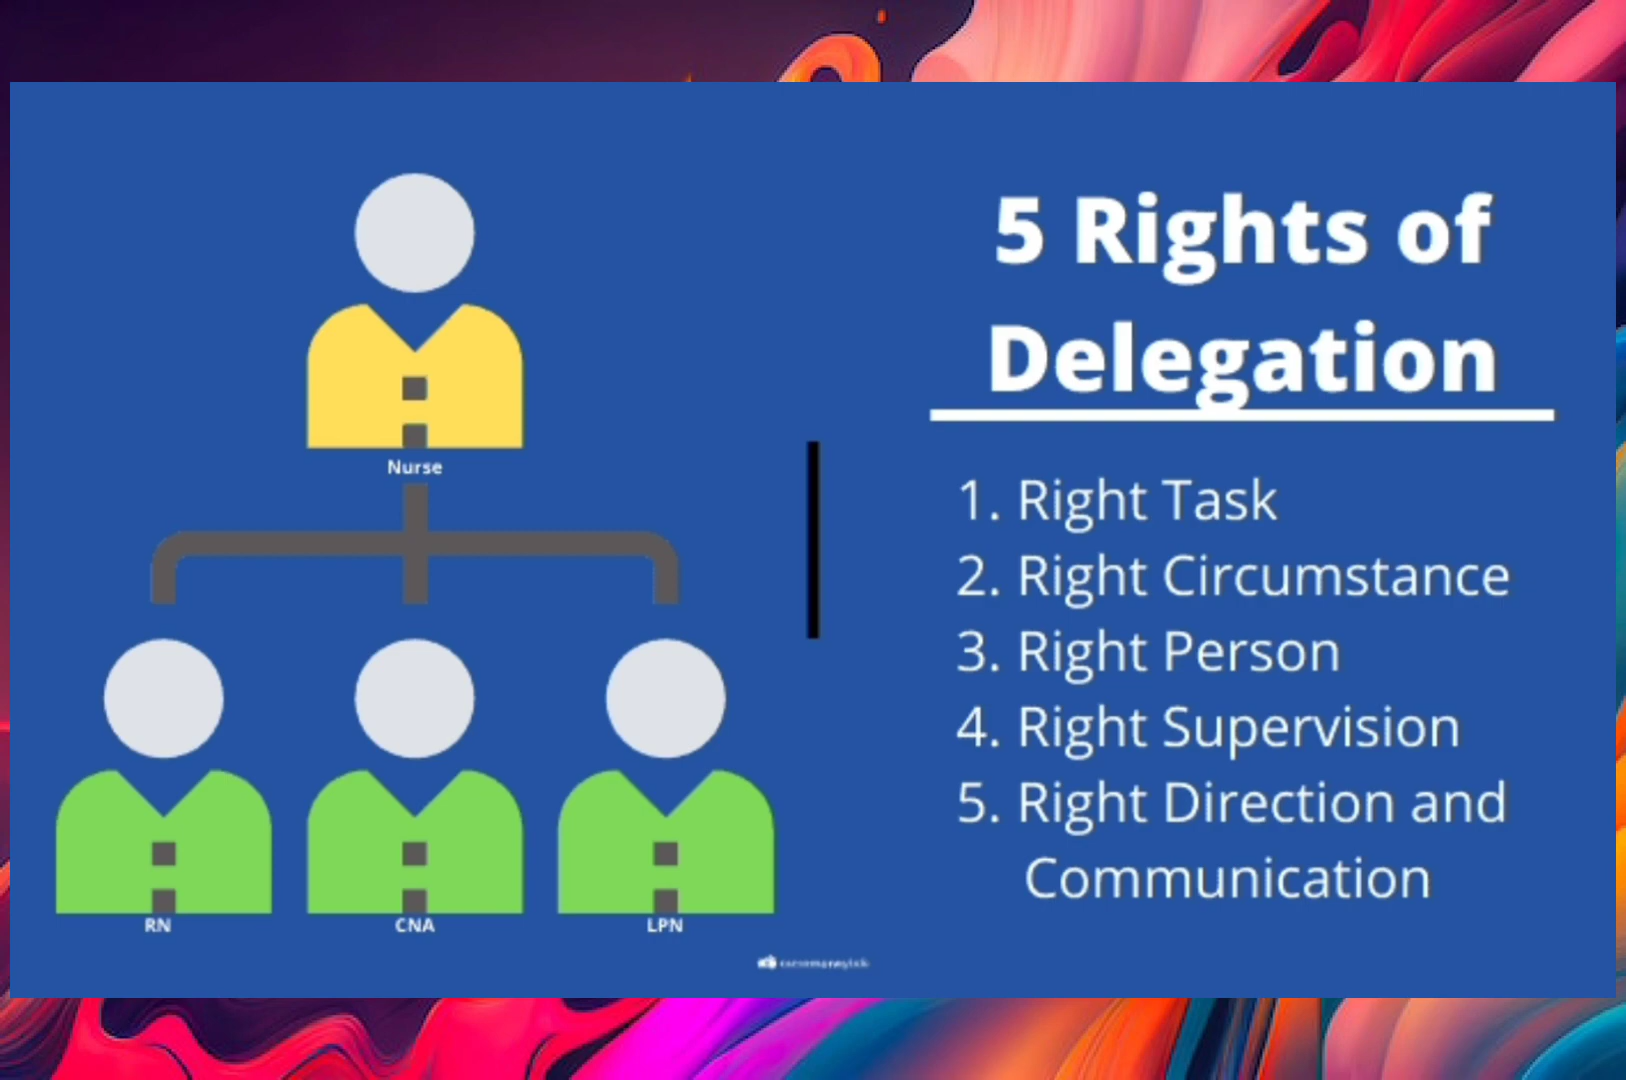 5 Rights of
Delegation
1. Right Task
2. Right Circumstance
3. Right Person
4. Right Supervision
5. Right Direction and
Communication
Nurse
RN
CNA
LPN